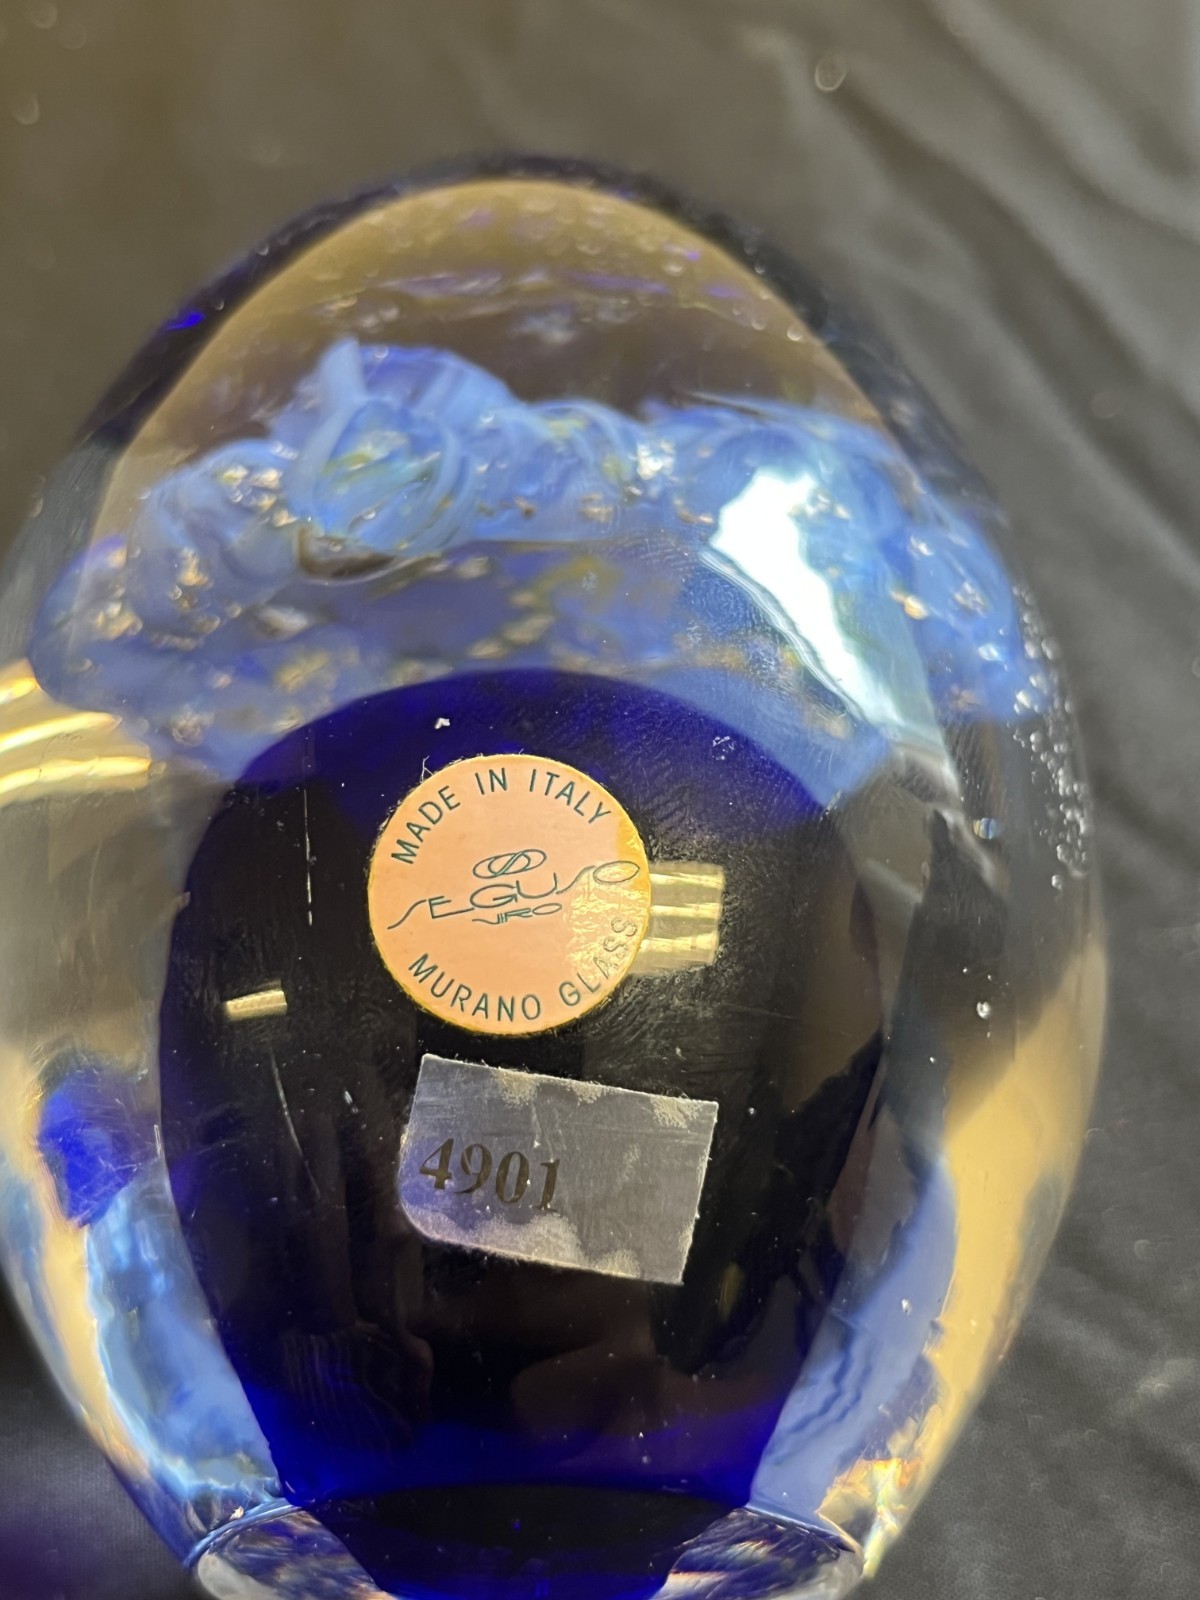 MADE IN ITALY
SEGUSO
VIRO
MURANO GLASS
4901